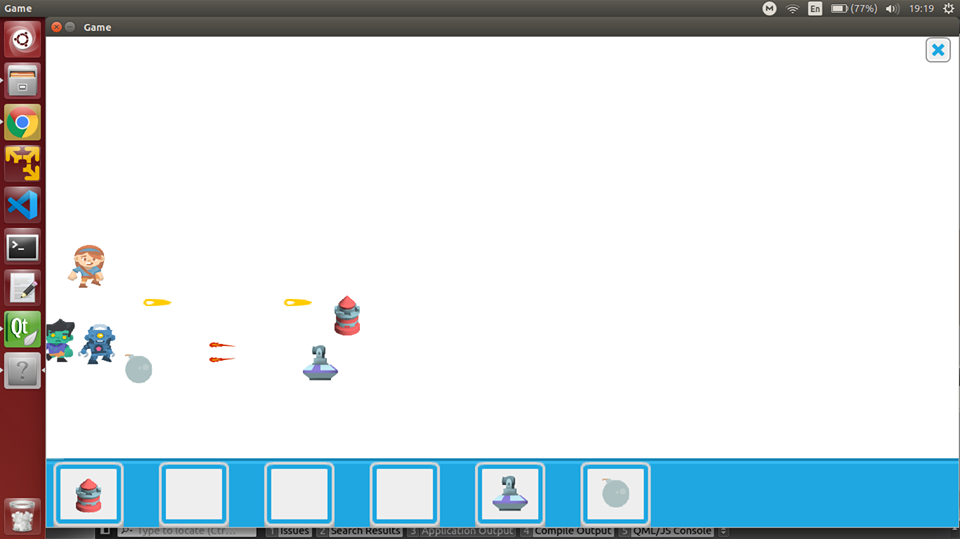 Game
M
En
(77%)
19:19
Game
>_
Qt
?
Type to locate (Ctrl...
1 Issues
2 Search Results
3 Application Output
4 Compile Output
5 QML/JS Console